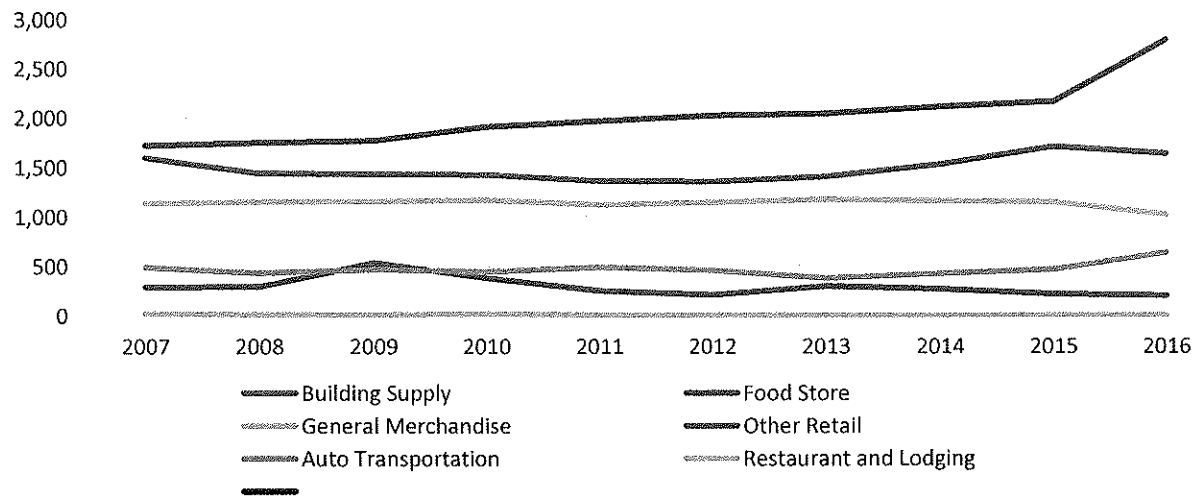 3,000
2,500
2,000
1,500
1,000
500
0
2007 2008 2009 2010 2011 2012 2013 2014 2015 2016
Building Supply Food Store
General Merchandise Other Retail
Auto Transportation Restaurant and Lodging